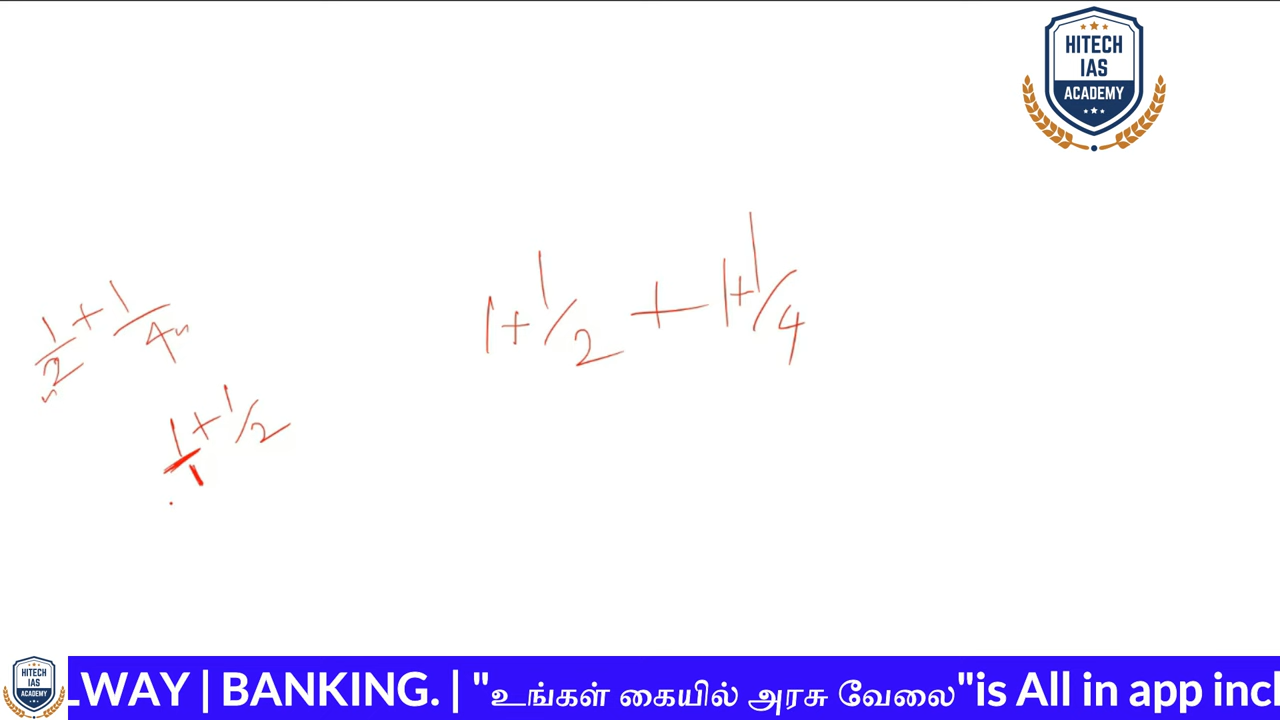 HITECH
IAS
ACADEMY
1+1/2 + 1+1/4
1/2 + 1/4
1/1 + 1/2
HITECH
IAS
ACADEMY
LWAY | BANKING. | "உங்கள் கையில் அரசு வேலை"is All in app incl